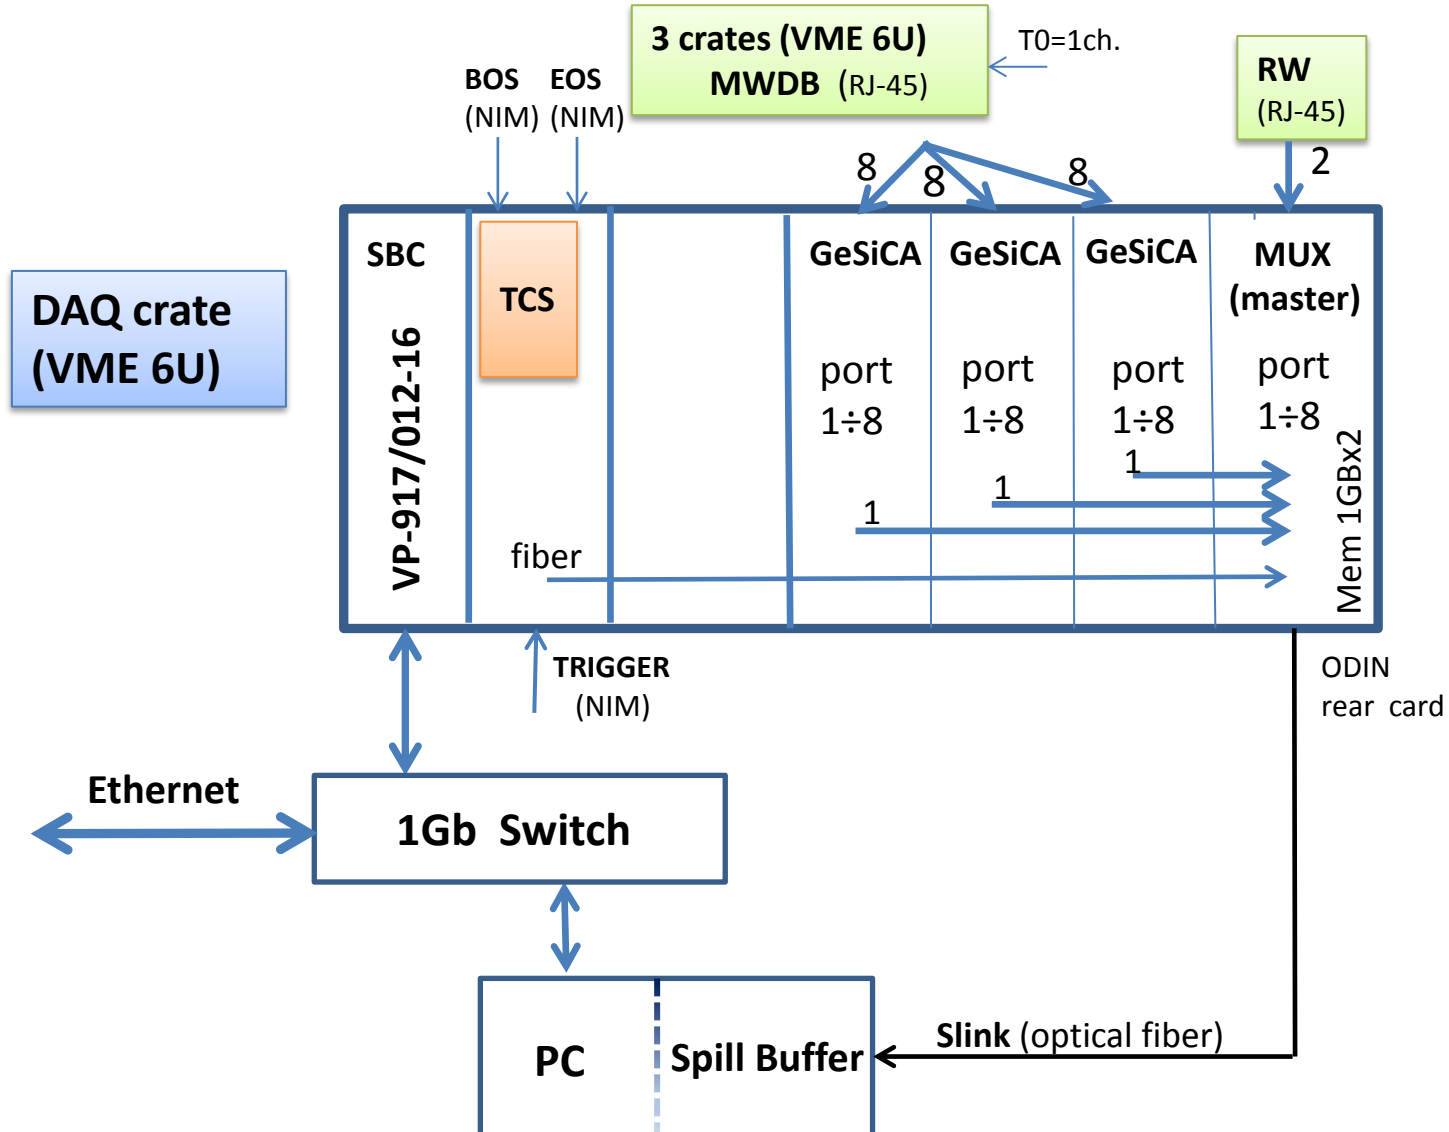 3 crates (VME 6U)
MWDB (RJ-45)
T0=1ch.
RW
(RJ-45)
BOS
(NIM)
EOS
(NIM)
8
8
8
2
DAQ crate
(VME 6U)
SBC
VP-917/012-16
TCS
GeSiCA
GeSiCA
GeSiCA
MUX
(master)
port
1÷8
port
1÷8
port
1÷8
port
1÷8
1
1
1
fiber
Mem 1GBx2
TRIGGER
(NIM)
ODIN
rear card
Ethernet
1Gb Switch
Slink (optical fiber)
PC
Spill Buffer